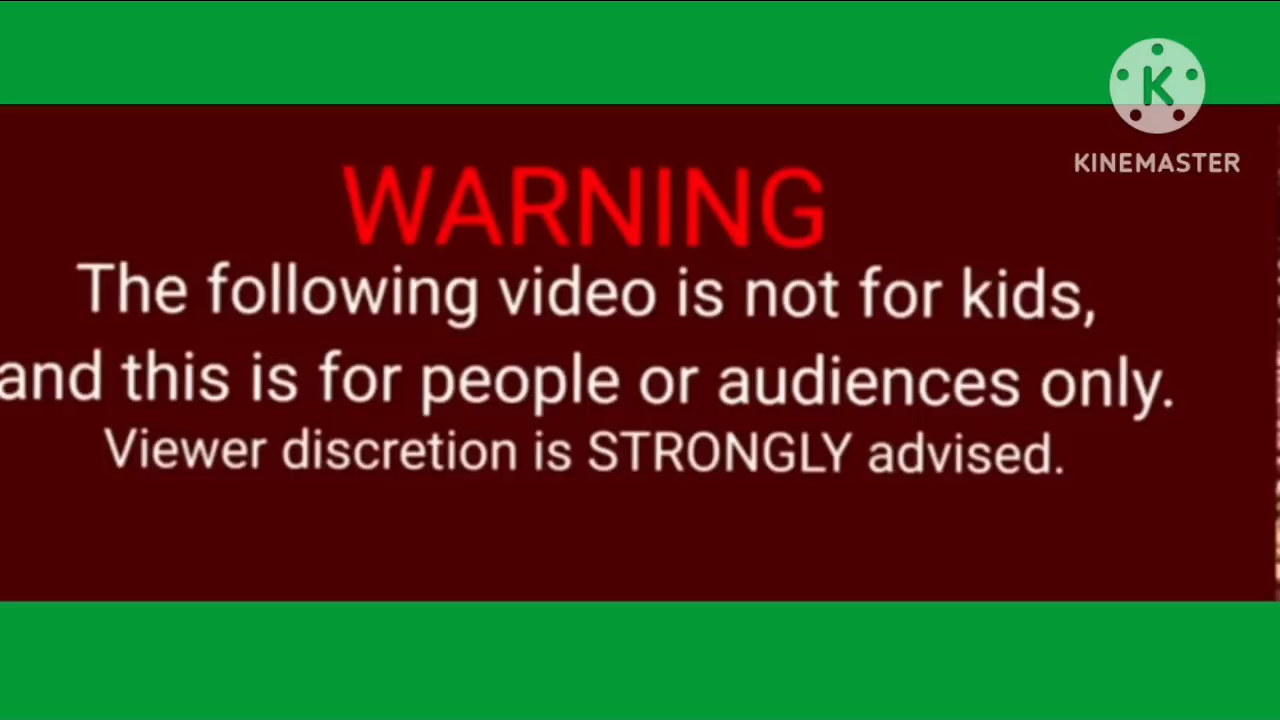 K
KINEMASTER
WARNING
The following video is not for kids,
and this is for people or audiences only.
Viewer discretion is STRONGLY advised.